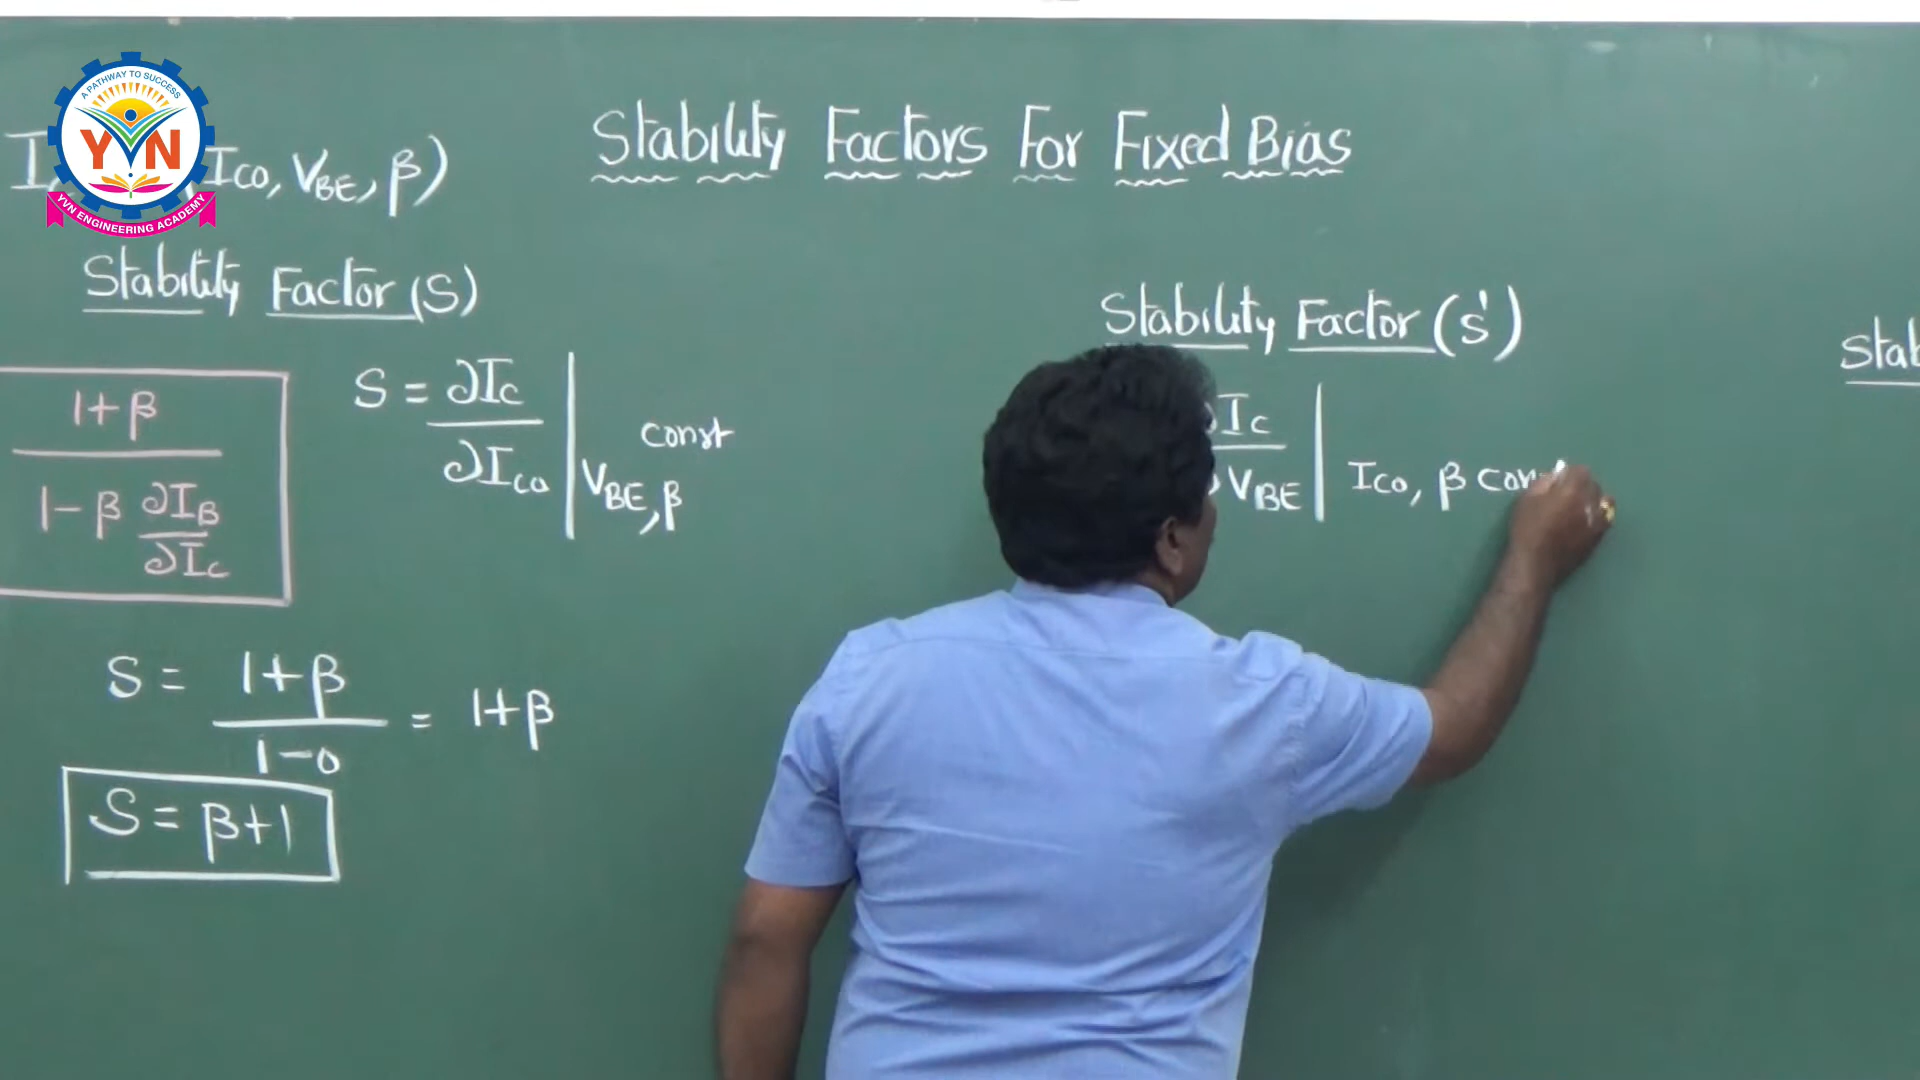 A PATHWAY TO SUCCESS
YVN
YVN ENGINEERING ACADEMY
Stability Factors For Fixed Bias
Ico, VBE, β)
Stability Factor (S)
1+β
1-β ∂IB
∂Ic
S = ∂Ic
∂Ico
const
VBE, β
S = 1+β
1-0
= 1+β
S = β+1
Stability Factor (S')
∂Ic
∂VBE
Ico, β